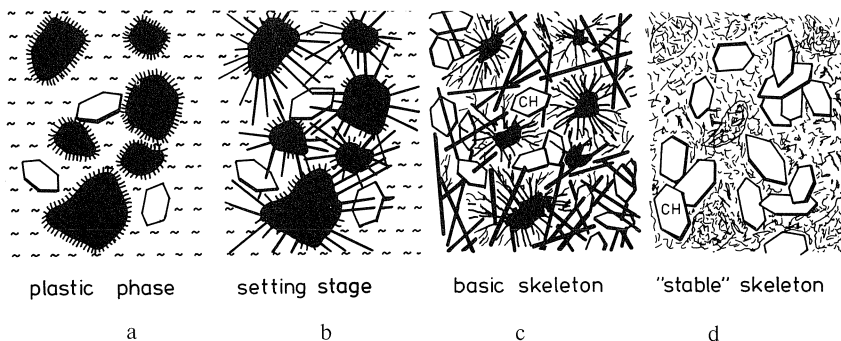 CH
CH
plastic phase setting stage basic skeleton "stable" skeleton
a b c d